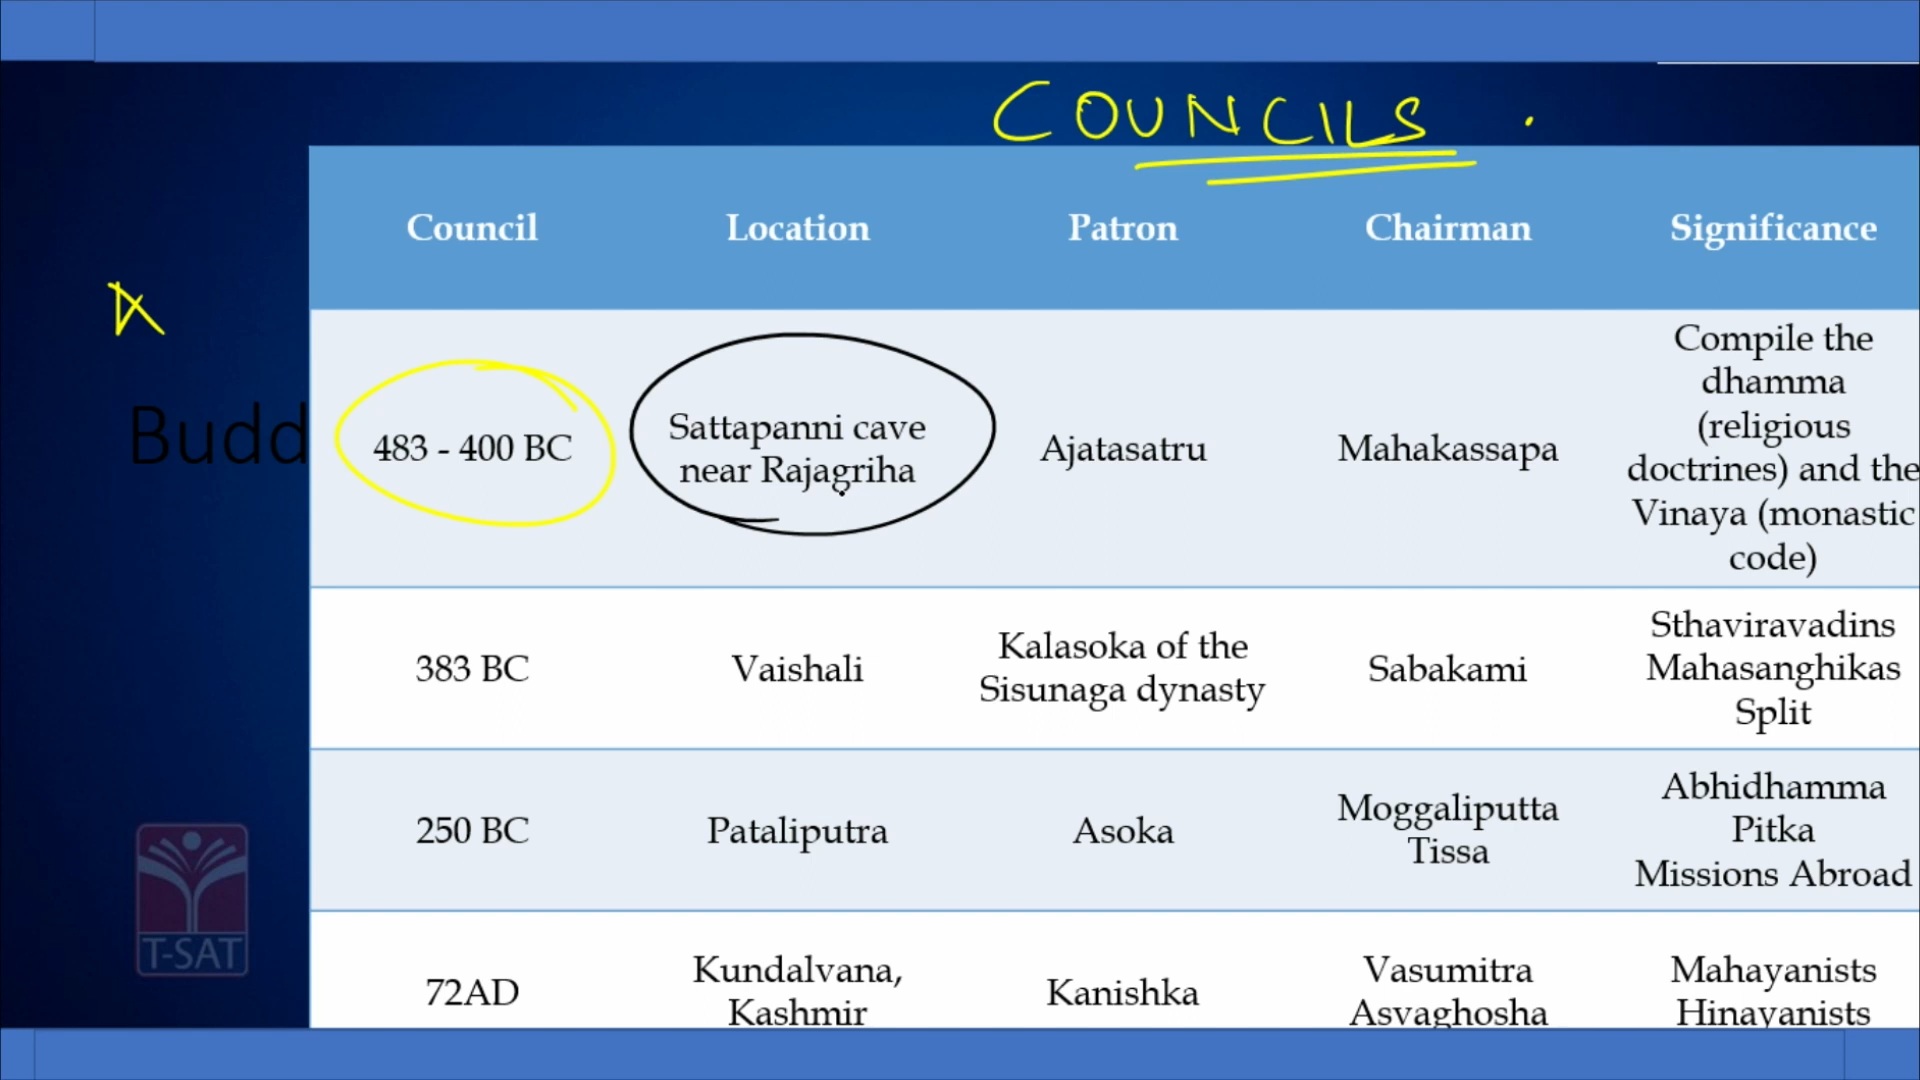 COUNCILS .
Council Location Patron Chairman Significance
Budd
483 - 400 BC
Sattapanni cave
near Rajagriha
Ajatasatru
Mahakassapa
Compile the
dhamma
(religious
doctrines) and the
Vinaya (monastic
code)
383 BC
Vaishali
Kalasoka of the
Sisunaga dynasty
Sabakami
Sthaviravadins
Mahasanghikas
Split
250 BC
Pataliputra
Asoka
Moggaliputta
Tissa
Abhidhamma
Pitka
Missions Abroad
72AD
Kundalvana,
Kashmir
Kanishka
Vasumitra
Asvaghosha
Mahayanists
Hinayanists
T-SAT